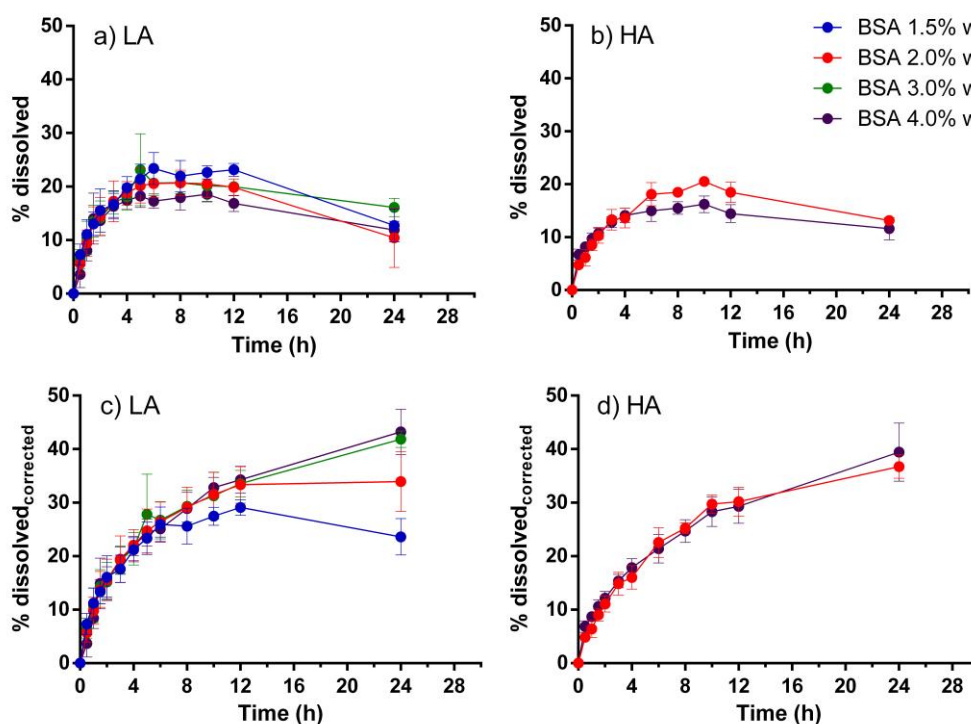 a) LA
50
40
30
20
10
0
% dissolved
0 4 8 12 16 20 24 28
Time (h)
b) HA
BSA 1.5% w
BSA 2.0% w
BSA 3.0% w
BSA 4.0% w
50
40
30
20
10
0
% dissolved
0 4 8 12 16 20 24 28
Time (h)
c) LA
50
40
30
20
10
0
% dissolved corrected
0 4 8 12 16 20 24 28
Time (h)
d) HA
50
40
30
20
10
0
% dissolved corrected
0 4 8 12 16 20 24 28
Time (h)